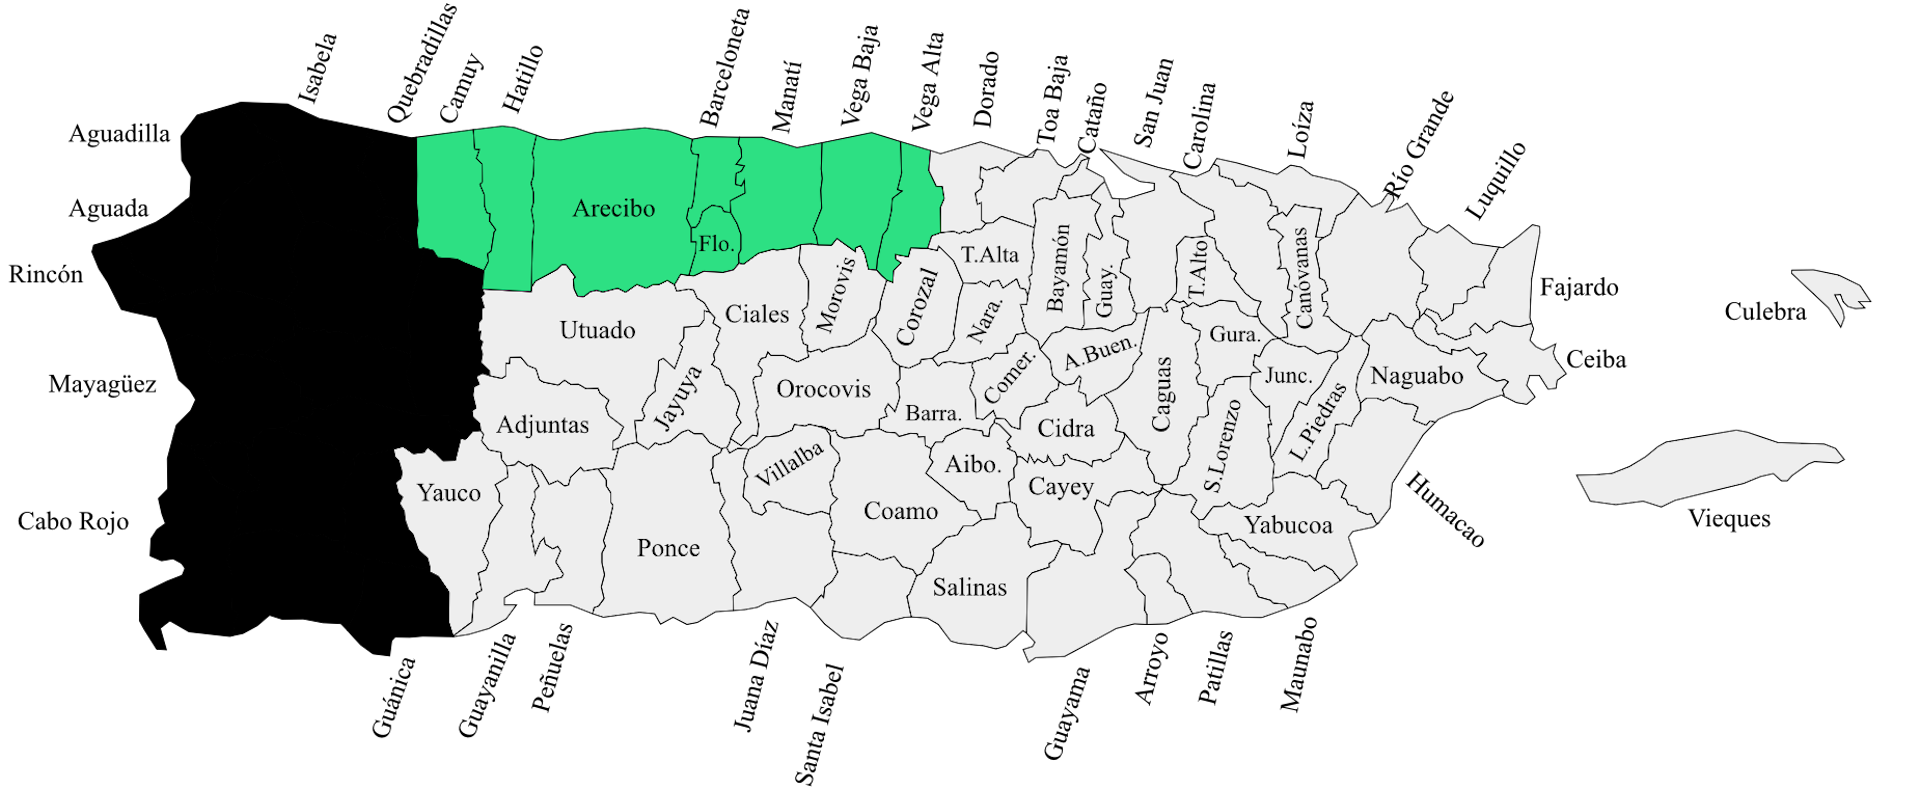 Isabela
Quebradillas
Camuy
Hatillo
Barceloneta
Manatí
Vega Baja
Vega Alta
Dorado
Toa Baja
Cataño
San Juan
Carolina
Loíza
Río Grande
Luquillo
Aguadilla
Aguada
Rincón
Mayagüez
Cabo Rojo
Arecibo
Flo.
T.Alta
Bayamón
Guay.
T.Alto
Canóvanas
Fajardo
Culebra
Ceiba
Utuado
Ciales
Morovis
Corozal
Nara.
A.Buen.
Gura.
Junc.
Naguabo
Adjuntas
Jayuya
Orocovis
Barra.
Comer.
Cidra
Caguas
S.Lorenzo
L.Piedras
Yauco
Villalba
Aibo.
Cayey
Coamo
Yabucoa
Humacao
Vieques
Ponce
Salinas
Guánica
Guayanilla
Peñuelas
Juana Díaz
Santa Isabel
Guayama
Arroyo
Patillas
Maunabo